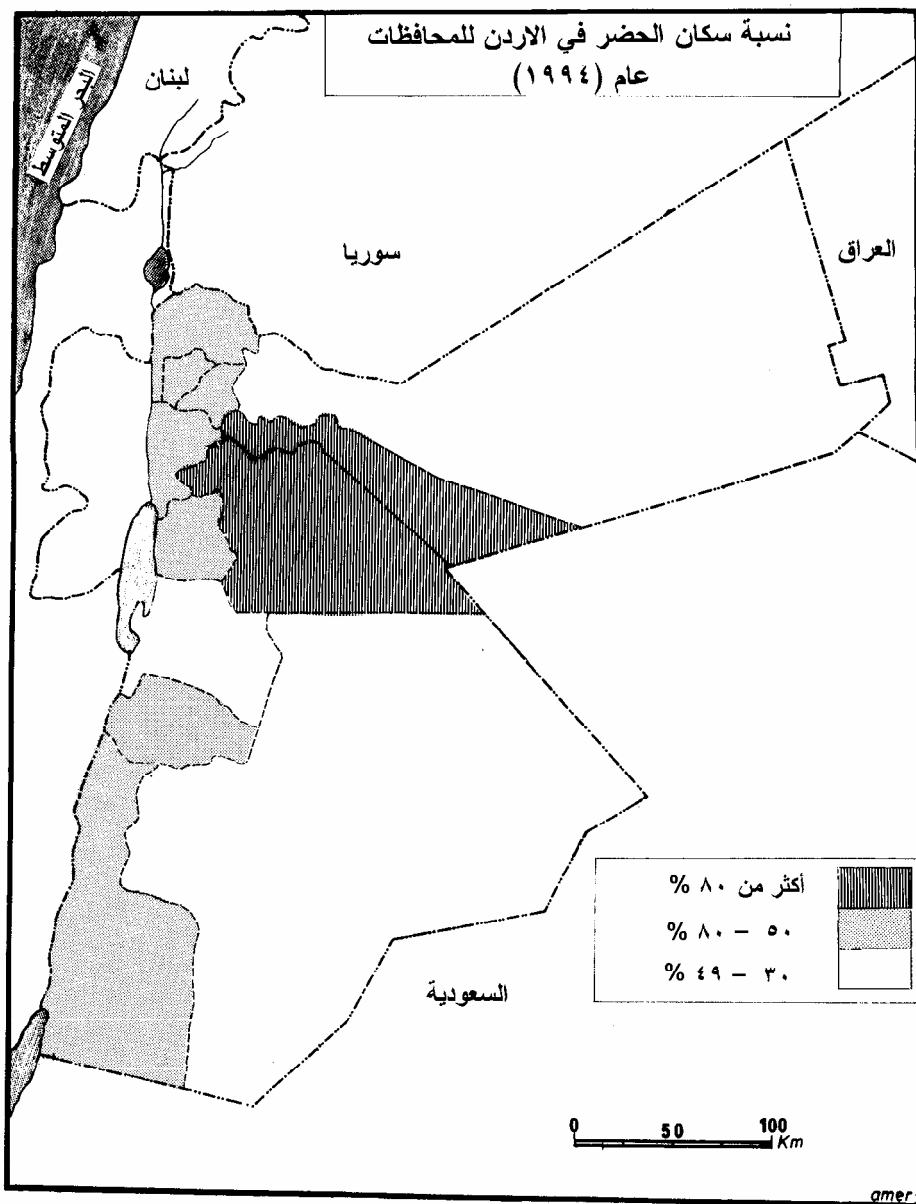 نسبة سكان الحضر في الاردن للمحافظات
عام (١٩٩٤)
لبنان
البحر المتوسط
سوريا
العراق
أكثر من ٨٠ %
٥٠ – ٨٠ %
٣٠ – ٤٩ %
السعودية
0 50 100
Km
amer